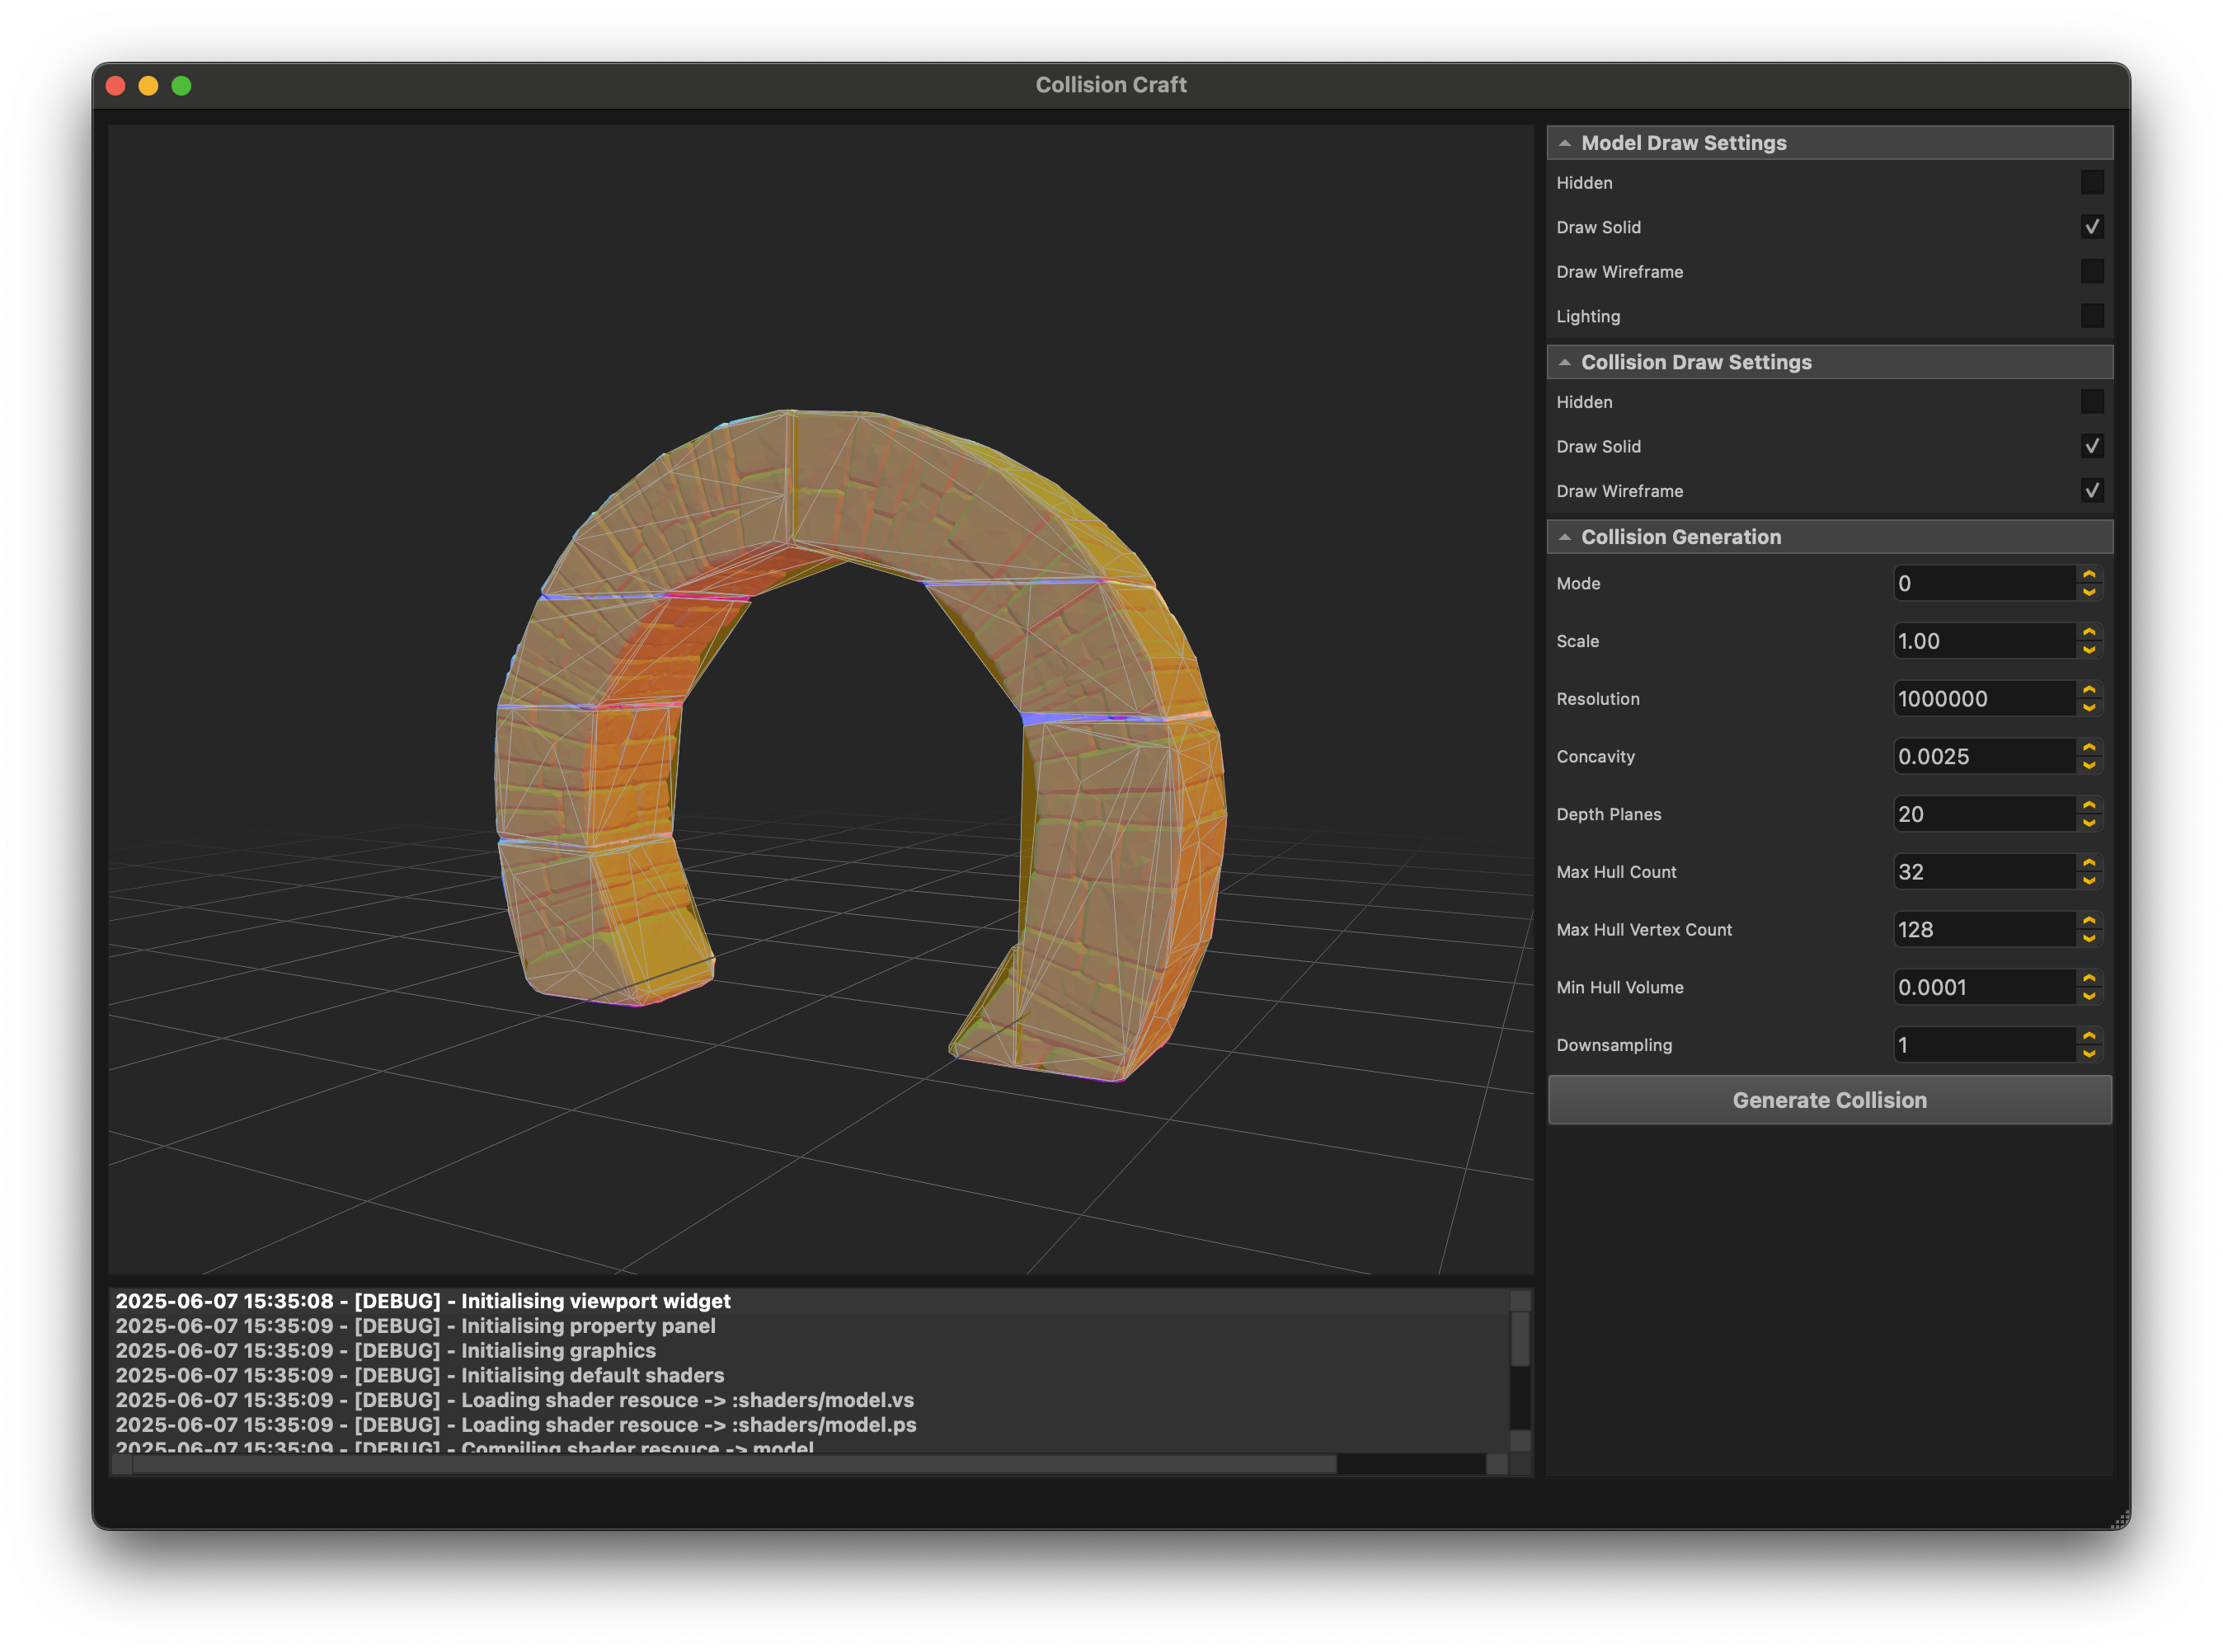 Collision Craft
Model Draw Settings
Hidden
Draw Solid
Draw Wireframe
Lighting
Collision Draw Settings
Hidden
Draw Solid
Draw Wireframe
Collision Generation
Mode 0
Scale 1.00
Resolution 1000000
Concavity 0.0025
Depth Planes 20
Max Hull Count 32
Max Hull Vertex Count 128
Min Hull Volume 0.0001
Downsampling 1
Generate Collision
2025-06-07 15:35:08 - [DEBUG] - Initialising viewport widget
2025-06-07 15:35:09 - [DEBUG] - Initialising property panel
2025-06-07 15:35:09 - [DEBUG] - Initialising graphics
2025-06-07 15:35:09 - [DEBUG] - Initialising default shaders
2025-06-07 15:35:09 - [DEBUG] - Loading shader resouce -> :shaders/model.vs
2025-06-07 15:35:09 - [DEBUG] - Loading shader resouce -> :shaders/model.ps
2025-06-07 15:35:09 - [DEBUG] - Compiling shader resouce -> model